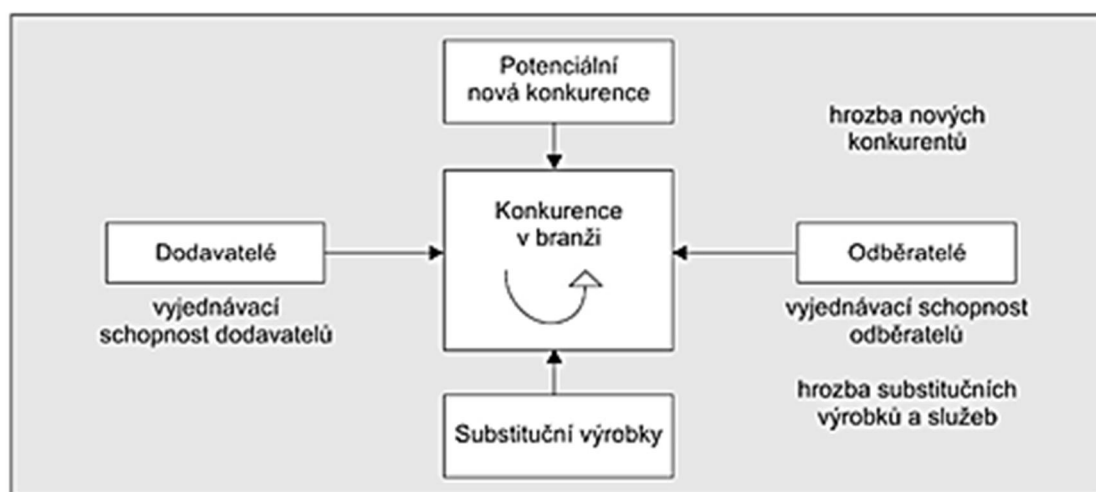 Potenciální
nová konkurence
hrozba nových
konkurentů
Konkurence
v branži
Dodavatelé
vyjednávací
schopnost dodavatelů
Odběratelé
vyjednávací schopnost
odběratelů
hrozba substitučních
výrobků a služeb
Substituční výrobky